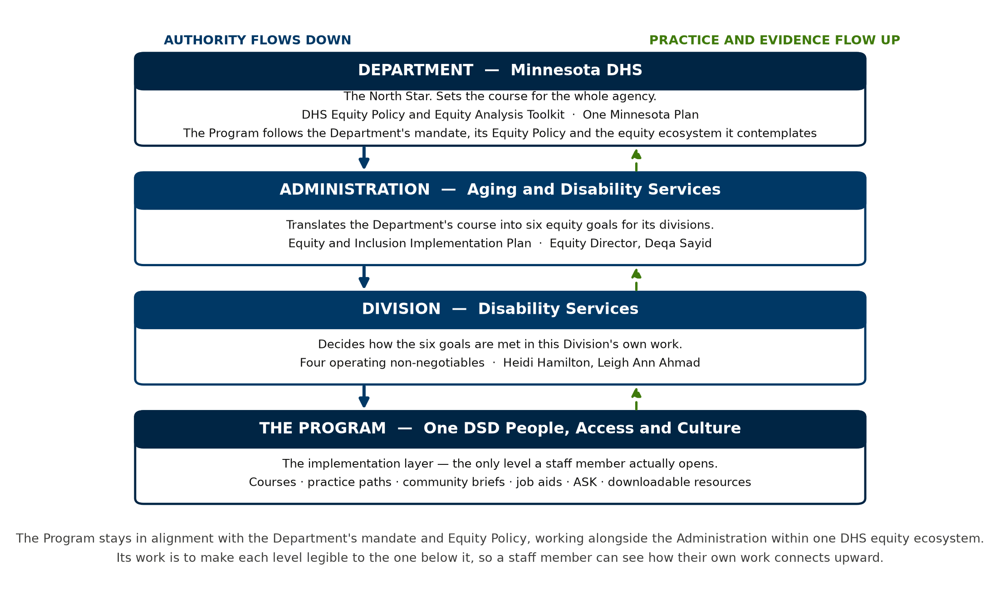 AUTHORITY FLOWS DOWN
PRACTICE AND EVIDENCE FLOW UP
DEPARTMENT — Minnesota DHS
The North Star. Sets the course for the whole agency.
DHS Equity Policy and Equity Analysis Toolkit · One Minnesota Plan
The Program follows the Department's mandate, its Equity Policy and the equity ecosystem it contemplates
ADMINISTRATION — Aging and Disability Services
Translates the Department's course into six equity goals for its divisions.
Equity and Inclusion Implementation Plan · Equity Director, Deqa Sayid
DIVISION — Disability Services
Decides how the six goals are met in this Division's own work.
Four operating non-negotiables · Heidi Hamilton, Leigh Ann Ahmad
THE PROGRAM — One DSD People, Access and Culture
The implementation layer — the only level a staff member actually opens.
Courses · practice paths · community briefs · job aids · ASK · downloadable resources
The Program stays in alignment with the Department's mandate and Equity Policy, working alongside the Administration within one DHS equity ecosystem.
Its work is to make each level legible to the one below it, so a staff member can see how their own work connects upward.